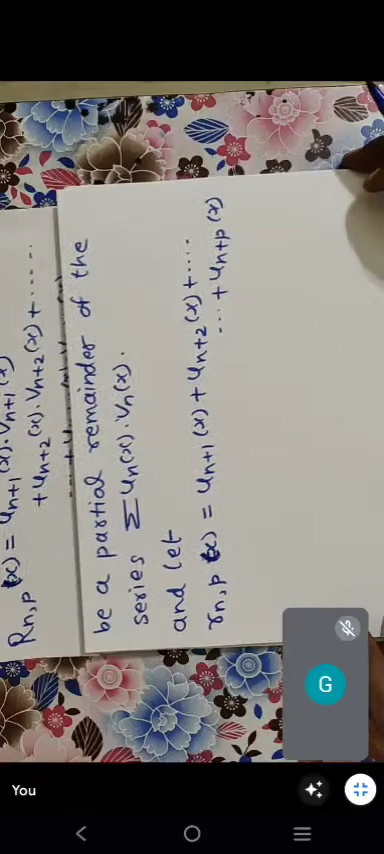 Rn,p (x) = un+1(x).vn+1(x)
+ un+2(x).vn+2(x) + ......
be a partial remainder of the
series ∑un(x).vn(x).
and let
rn,p (x) = un+1(x) + un+2(x) + ....
... + un+p(x)
G
You